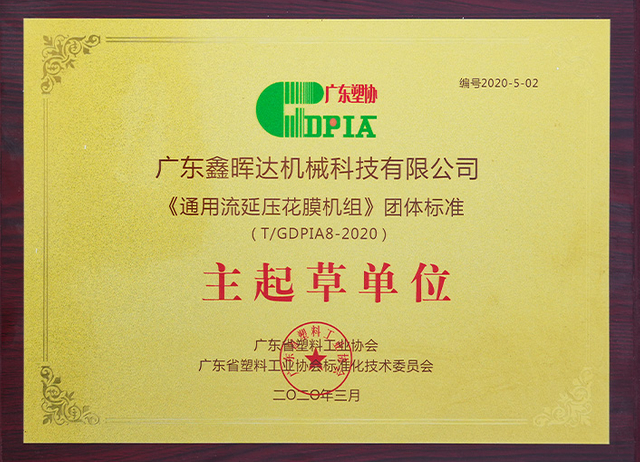 广东塑协
GDPIA
编号2020-5-02
广东鑫晖达机械科技有限公司
《通用流延压花膜机组》团体标准
(T/GDPIA8-2020)
主起草单位
广东省塑料工业协会
广东省塑料工业协会标准化技术委员会
二〇二〇年三月